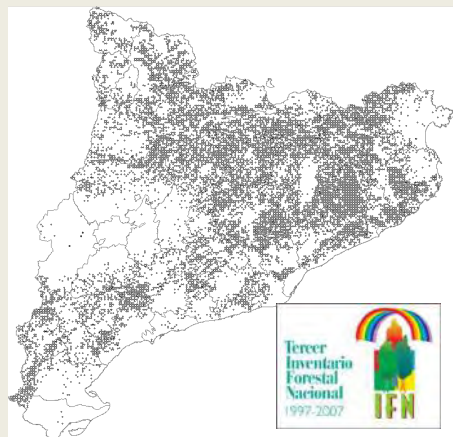 Tercer
Inventario
Forestal
Nacional
1997-2007
IFN